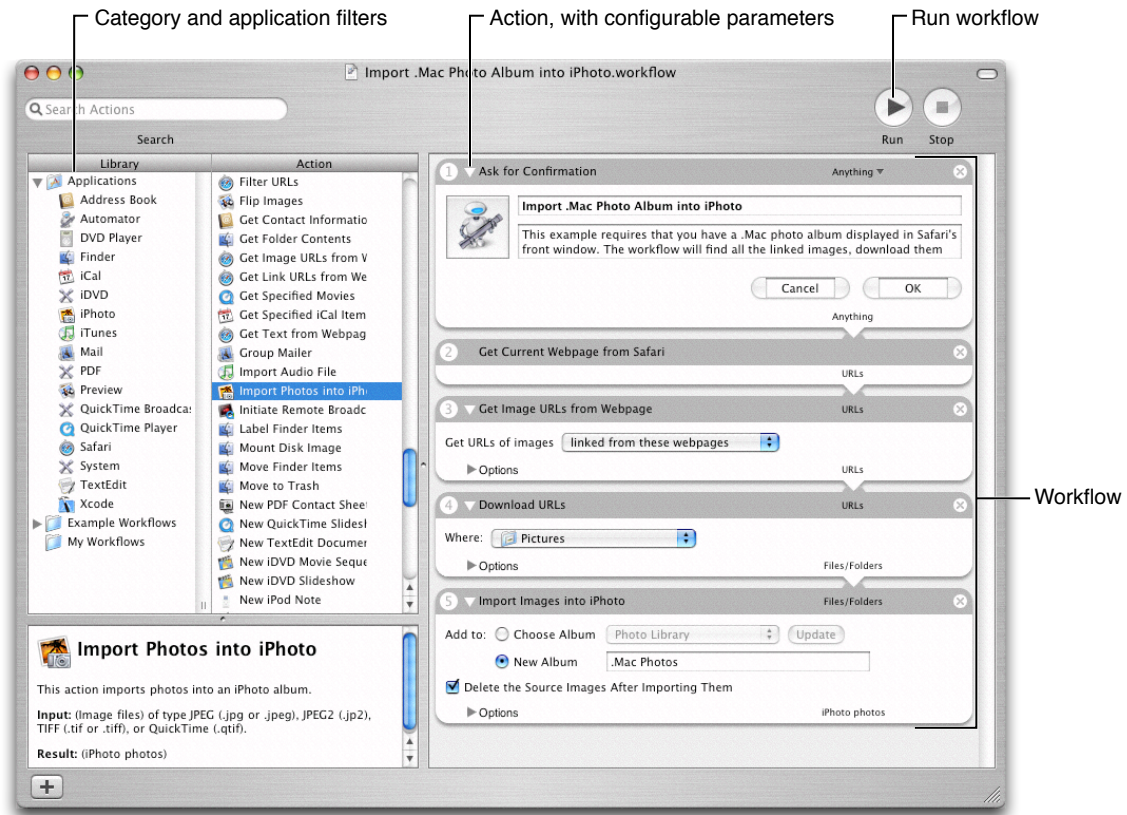 Category and application filters
Action, with configurable parameters
Run workflow
Import .Mac Photo Album into iPhoto.workflow
Search Actions
Search
Run
Stop
Library
Action
Applications
Address Book
Automator
DVD Player
Finder
iCal
iDVD
iPhoto
iTunes
Mail
PDF
Preview
QuickTime Broadcas
QuickTime Player
Safari
System
TextEdit
Xcode
Example Workflows
My Workflows
Filter URLs
Flip Images
Get Contact Informatio
Get Folder Contents
Get Image URLs from W
Get Link URLs from We
Get Specified Movies
Get Specified iCal Item
Get Text from Webpag
Group Mailer
Import Audio File
Import Photos into iPh
Initiate Remote Broadc
Label Finder Items
Mount Disk Image
Move Finder Items
Move to Trash
New PDF Contact Sheet
New QuickTime Slidesh
New TextEdit Documen
New iDVD Movie Seque
New iDVD Slideshow
New iPod Note
Import Photos into iPhoto
This action imports photos into an iPhoto album.
Input: (Image files) of type JPEG (.jpg or .jpeg), JPEG2 (.jp2),
TIFF (.tif or .tiff), or QuickTime (.qtif).
Result: (iPhoto photos)
1 Ask for Confirmation Anything
Import .Mac Photo Album into iPhoto
This example requires that you have a .Mac photo album displayed in Safari's
front window. The workflow will find all the linked images, download them
Cancel OK
Anything
2 Get Current Webpage from Safari
URLs
3 Get Image URLs from Webpage URLs
Get URLs of images linked from these webpages
Options URLs
4 Download URLs URLs
Where: Pictures
Options Files/Folders
5 Import Images into iPhoto Files/Folders
Add to: Choose Album Photo Library Update
New Album .Mac Photos
Delete the Source Images After Importing Them
Options iPhoto photos
Workflow